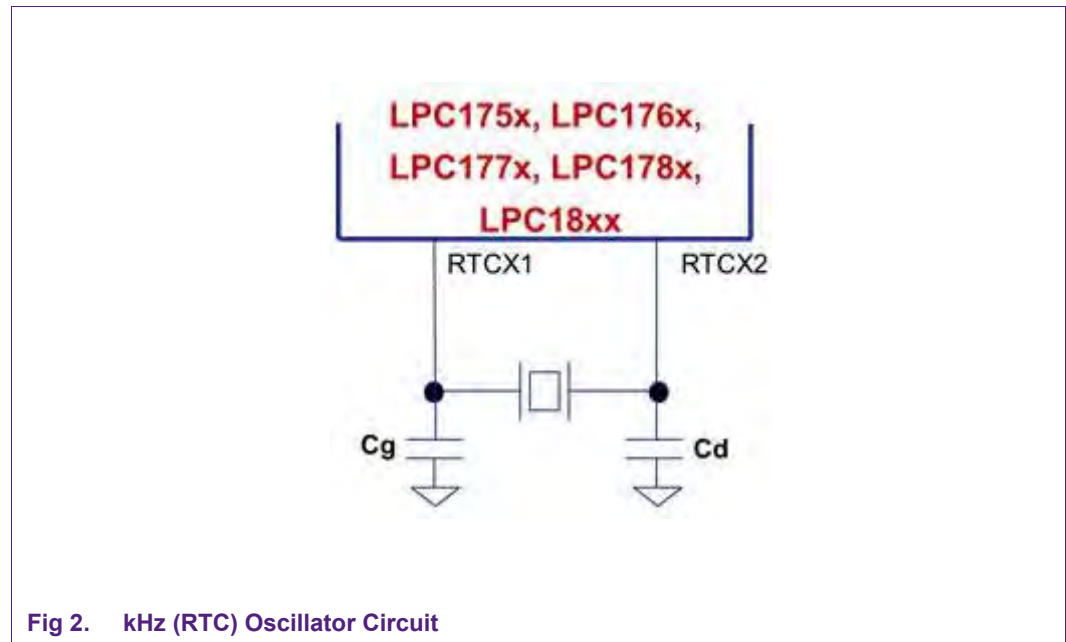 LPC175x, LPC176x,
LPC177x, LPC178x,
LPC18xx
RTCX1 RTCX2
Cg Cd
Fig 2. kHz (RTC) Oscillator Circuit